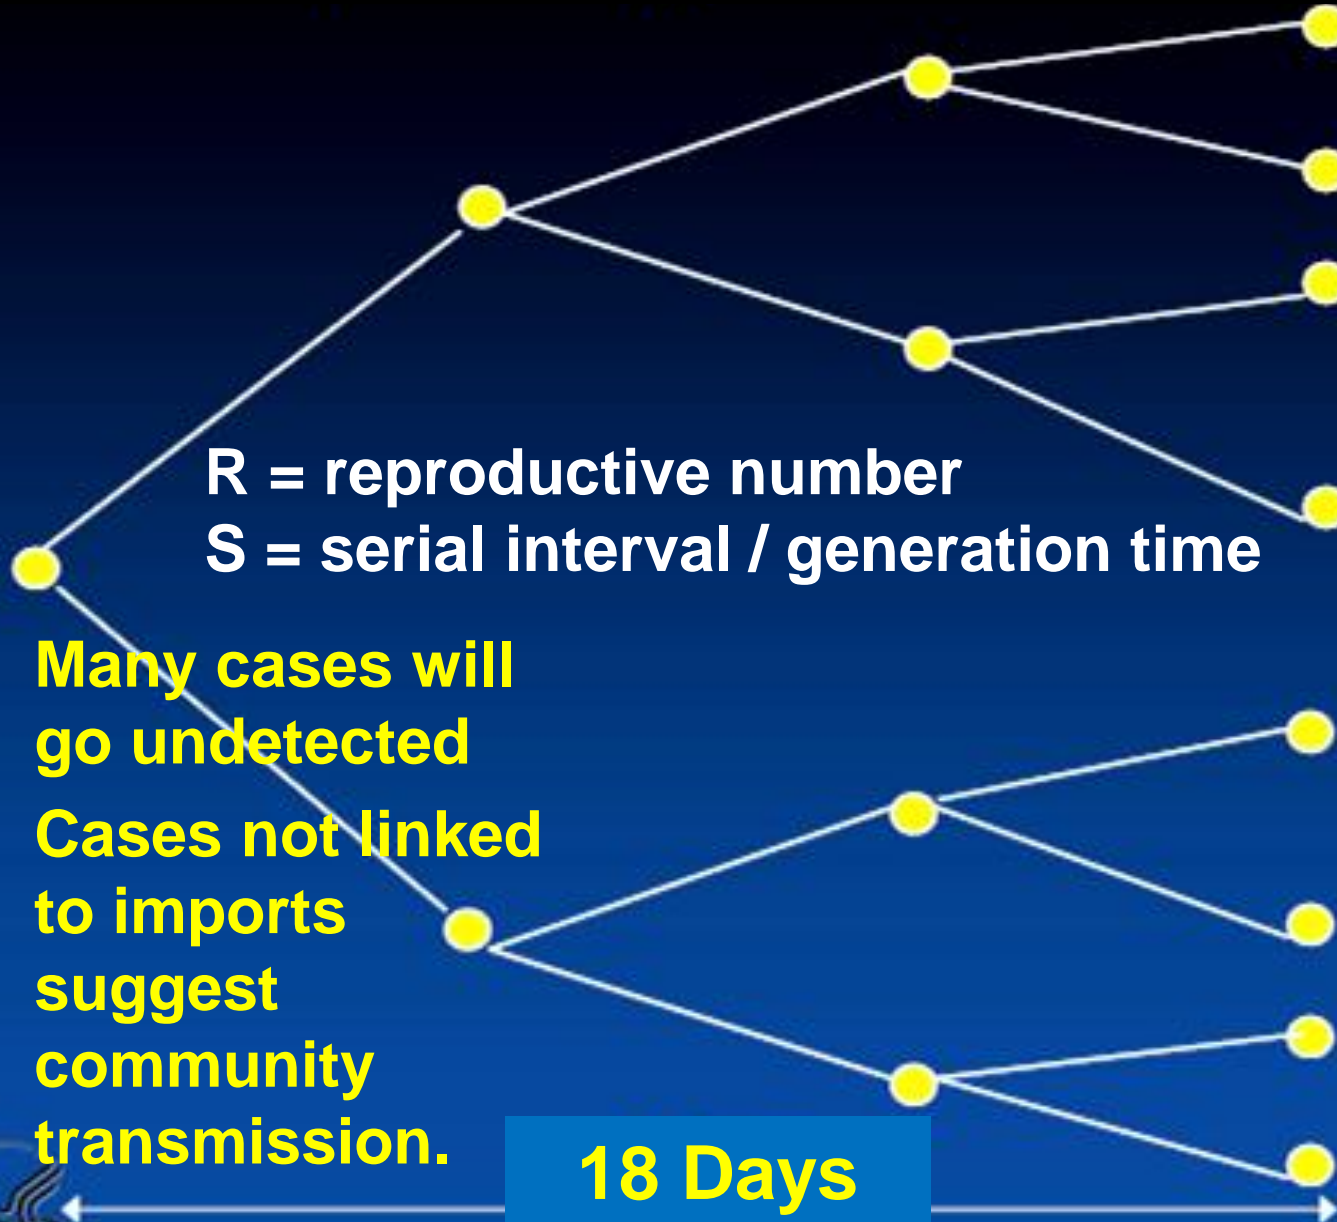 R = reproductive number
S = serial interval / generation time
Many cases will
go undetected
Cases not linked
to imports
suggest
community
transmission.
18 Days